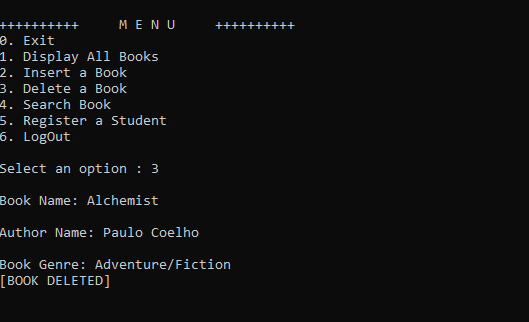 ++++++++++     M E N U     ++++++++++
0. Exit
1. Display All Books
2. Insert a Book
3. Delete a Book
4. Search Book
5. Register a Student
6. LogOut
Select an option : 3
Book Name: Alchemist
Author Name: Paulo Coelho
Book Genre: Adventure/Fiction
[BOOK DELETED]